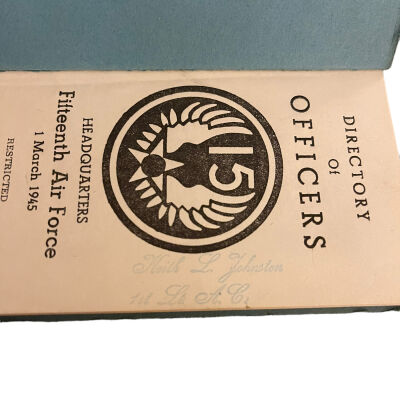 DIRECTORY
Of
OFFICERS
15
HEADQUARTERS
Fifteenth Air Force
1 March 1945
RESTRICTED
Keith L. Johnston
1st Lt. A. C.